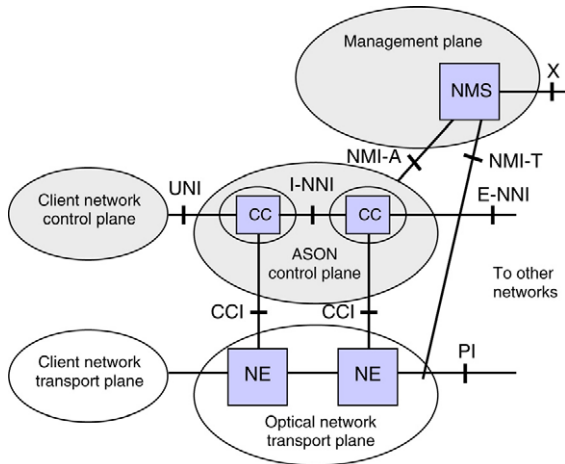 Management plane
X
NMS
NMI-A
NMI-T
UNI
I-NNI
E-NNI
Client network
control plane
CC
CC
ASON
control plane
To other
networks
CCI
CCI
PI
Client network
transport plane
NE
NE
Optical network
transport plane